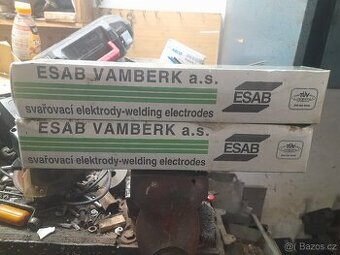 ESAB VAMBERK a.s.
ESAB
svařovací elektrody-welding electrodes
ESAB VAMBERK a.s.
ESAB
svařovací elektrody-welding electrodes
Bazos.cz